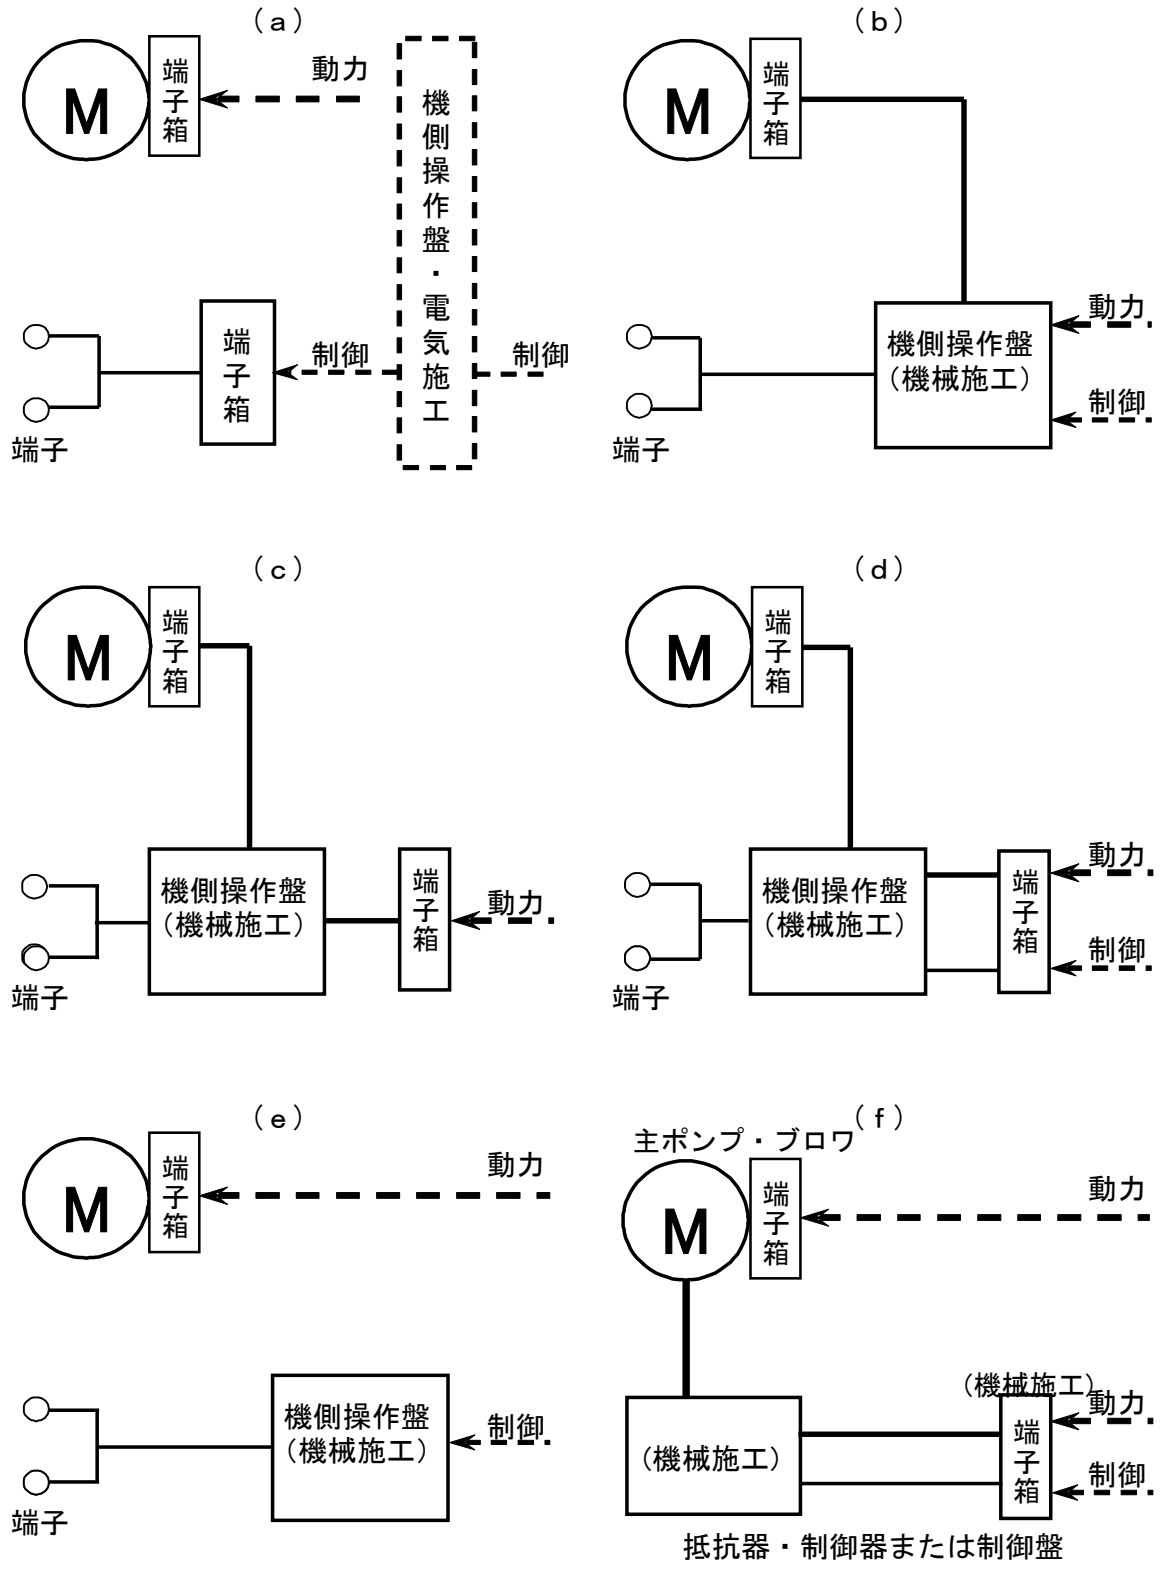 （ａ）
M
端子箱
動力
機側操作盤・電気施工
端子箱
制御
制御
端子
（ｂ）
M
端子箱
機側操作盤
（機械施工）
動力
制御
端子
（ｃ）
M
端子箱
機側操作盤
（機械施工）
端子箱
動力
端子
（ｄ）
M
端子箱
機側操作盤
（機械施工）
端子箱
動力
制御
端子
（ｅ）
M
端子箱
動力
機側操作盤
（機械施工）
制御
端子
（ｆ）
主ポンプ・ブロワ
M
端子箱
動力
（機械施工）
（機械施工）
端子箱
動力
制御
抵抗器・制御器または制御盤